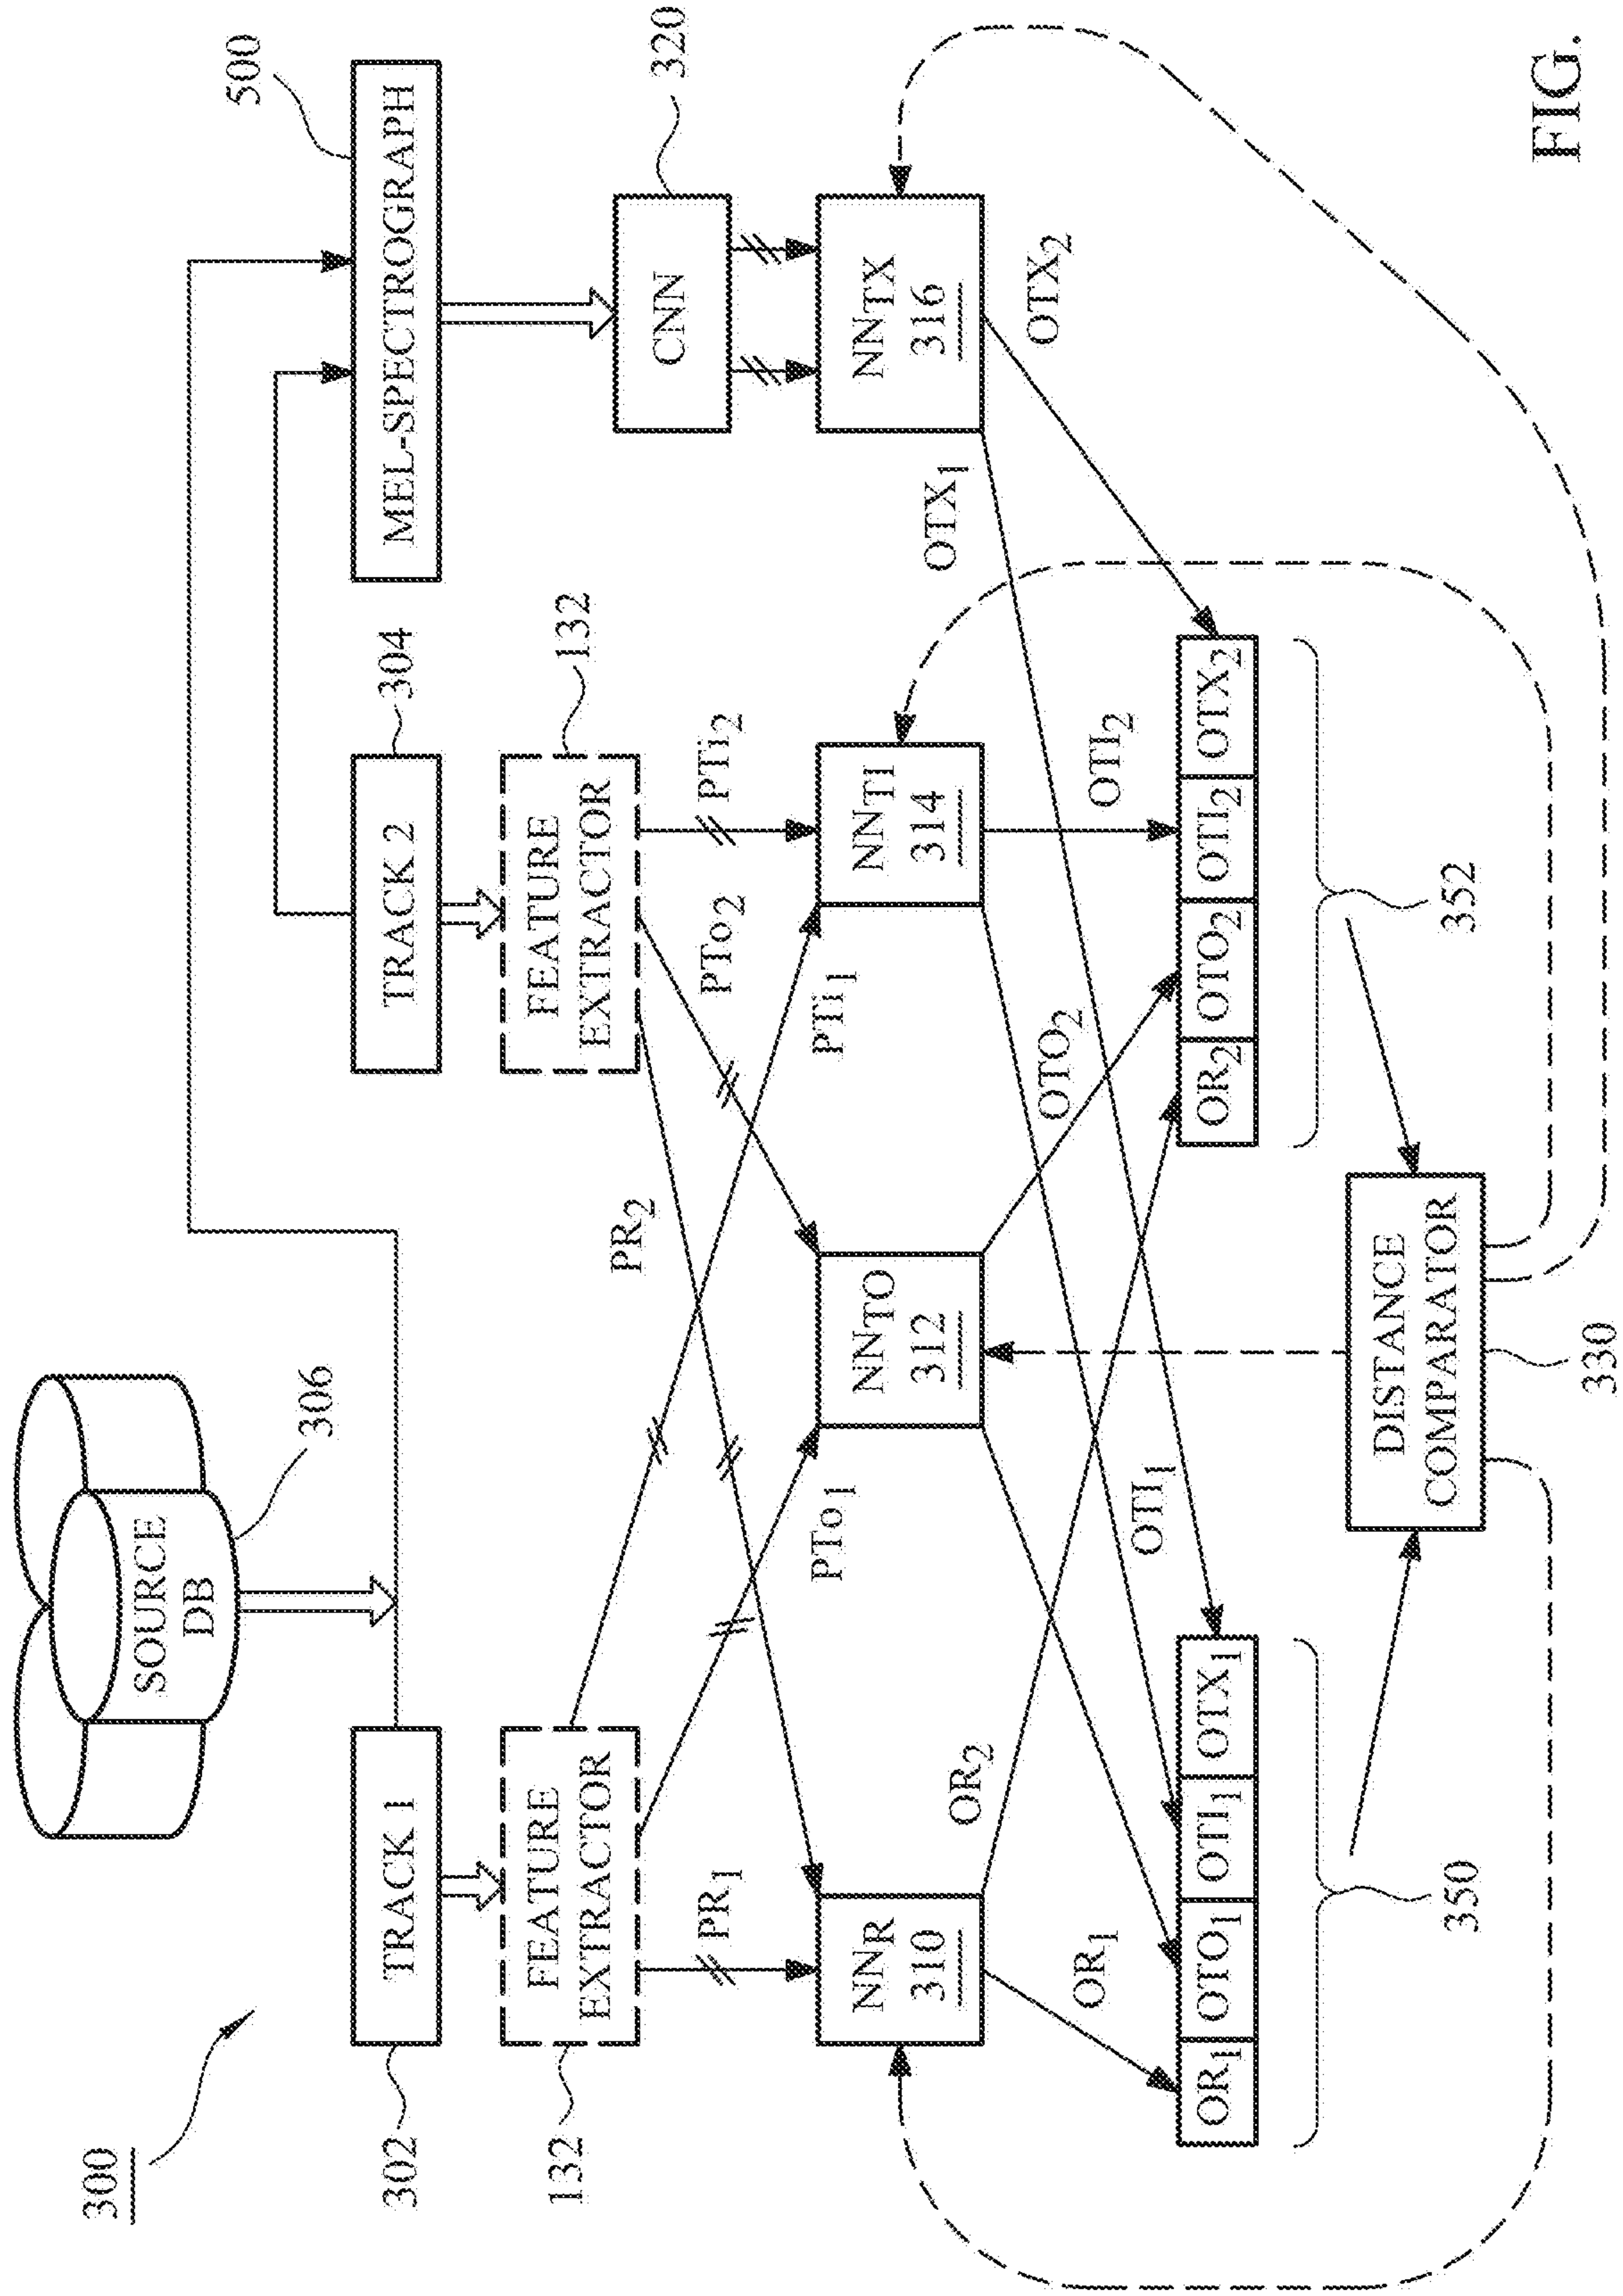 300
SOURCE
DB
306
500
302
TRACK 1
TRACK 2
304
MEL-SPECTROGRAPH
132
FEATURE
EXTRACTOR
FEATURE
EXTRACTOR
132
CNN
320
PR1
PR2
PTo1
PTi1
PTo2
PTi2
NNR
310
NNTO
312
NNTI
314
NNTX
316
OR1
OR2
OTI1
OTO2
OTI2
OTX1
OTX2
OR1 OTO1 OTI1 OTX1
OR2 OTO2 OTI2 OTX2
350
352
DISTANCE
COMPARATOR
330
FIG.